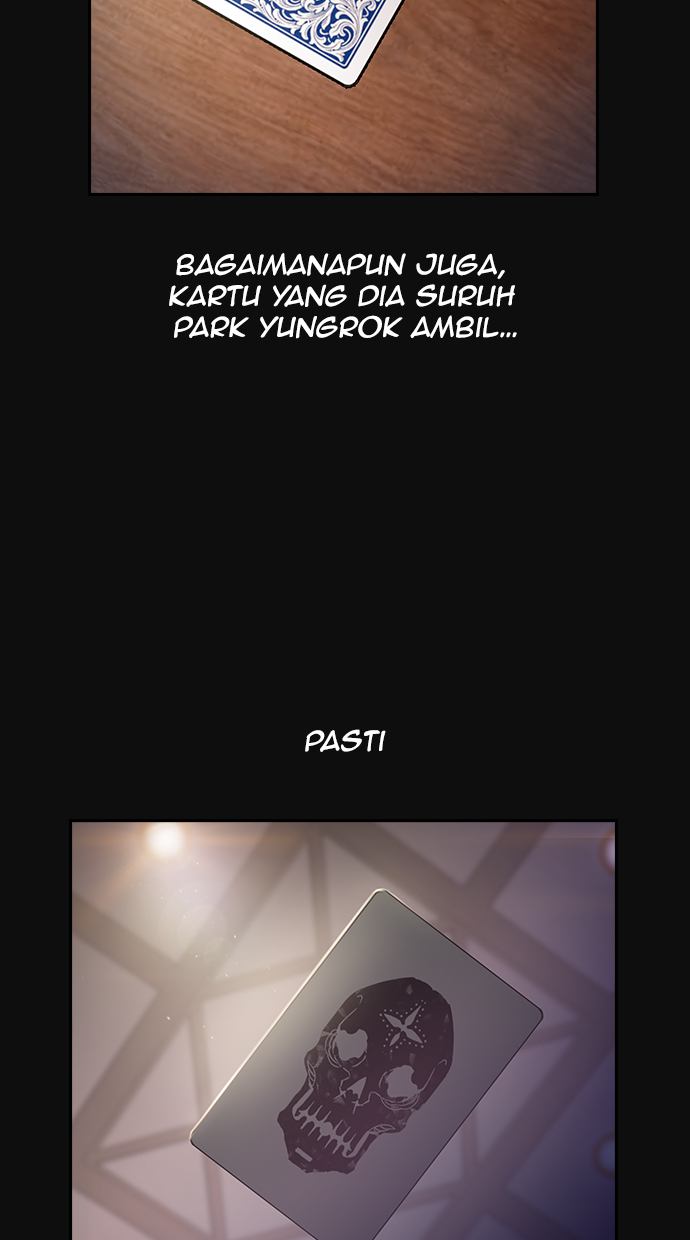 BAGAIMANAPUN JUGA,
KARTU YANG DIA SURUH
PARK YUNGROK AMBIL...
PASTI